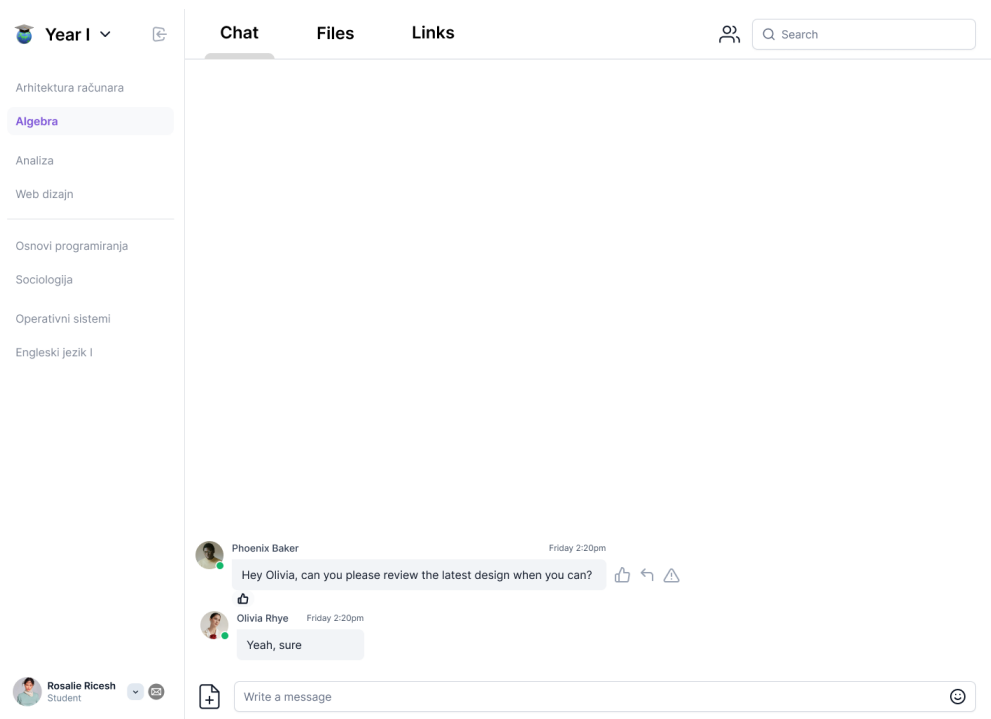 Year I
Chat
Files
Links
Search
Arhitektura računara
Algebra
Analiza
Web dizajn
Osnovi programiranja
Sociologija
Operativni sistemi
Engleski jezik I
Phoenix Baker
Friday 2:20pm
Hey Olivia, can you please review the latest design when you can?
Olivia Rhye
Friday 2:20pm
Yeah, sure
Rosalie Ricesh
Student
Write a message